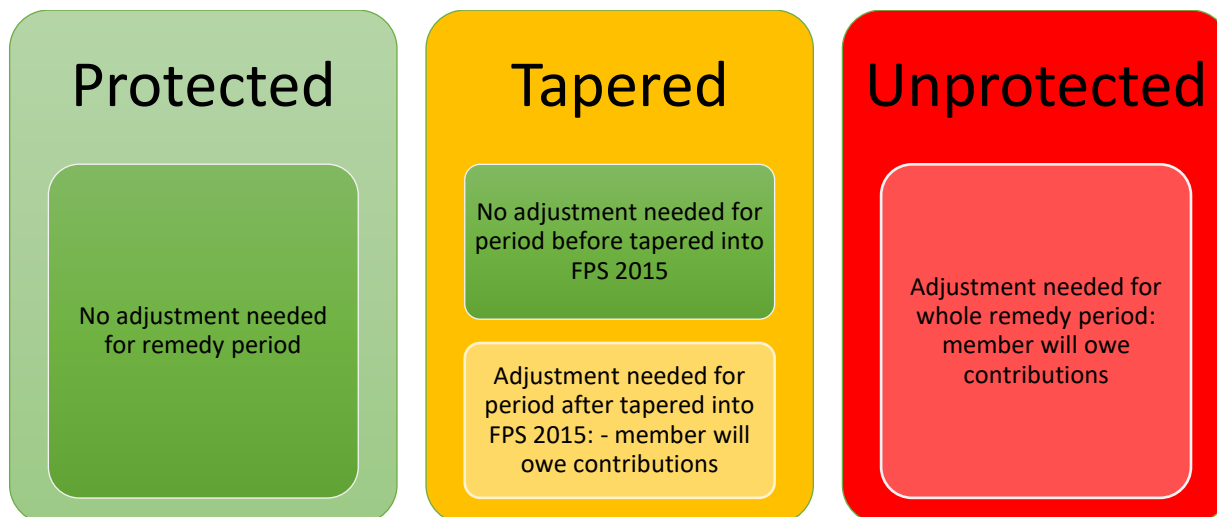 Protected
No adjustment needed
for remedy period
Tapered
No adjustment needed for
period before tapered into
FPS 2015
Adjustment needed for
period after tapered into
FPS 2015: - member will
owe contributions
Unprotected
Adjustment needed for
whole remedy period:
member will owe
contributions